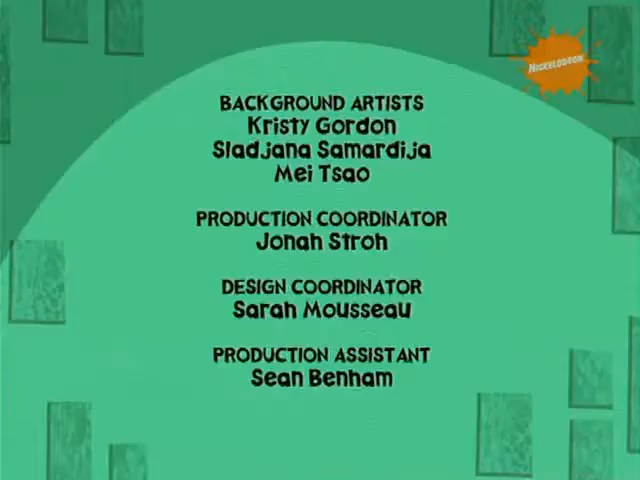 NICKELODEON
BACKGROUND ARTISTS
Kristy Gordon
Sladjana Samardija
Mei Tsao
PRODUCTION COORDINATOR
Jonah Stroh
DESIGN COORDINATOR
Sarah Mousseau
PRODUCTION ASSISTANT
Sean Benham